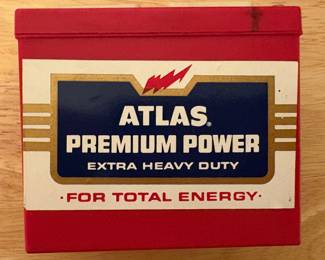 ATLAS®
PREMIUM POWER
EXTRA HEAVY DUTY
·FOR TOTAL ENERGY·